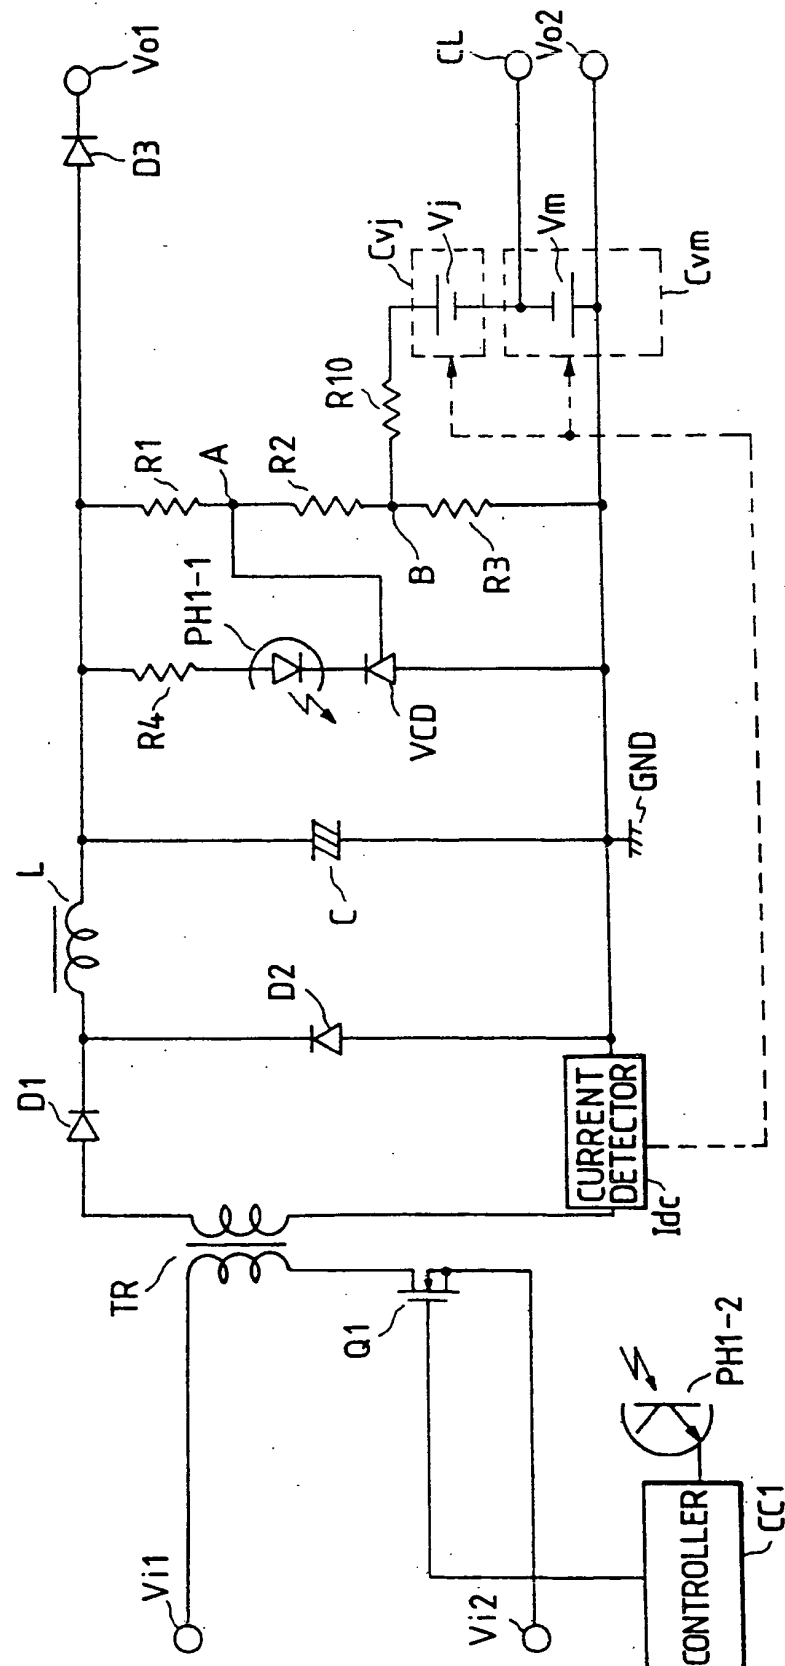 Vi1
Vi2
TR
Q1
CONTROLLER
CC1
PH1-2
D1
L
D2
C
CURRENT
DETECTOR
Idc
GND
R4
PH1-1
VCD
R1
A
R2
B
R3
R10
Cvj
Vj
Vm
Cvm
D3
Vo1
CL
Vo2